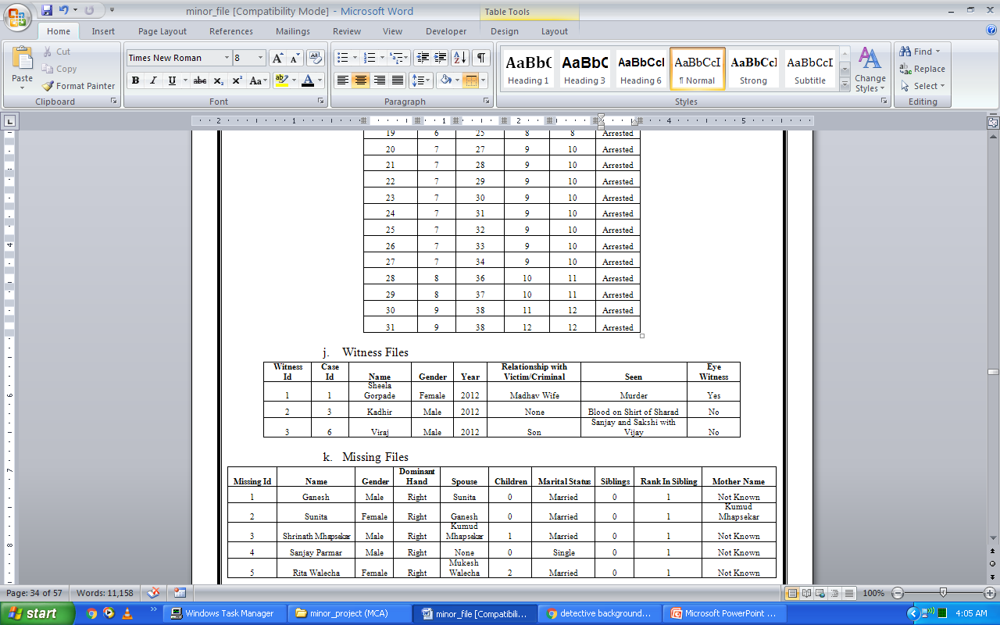 minor_file [Compatibility Mode] - Microsoft Word
Table Tools
Home Insert Page Layout References Mailings Review View Developer Design Layout
Paste
Cut
Copy
Format Painter
Clipboard
Times New Roman 8
Font
Paragraph
AaBbC AaBbC AaBbCcI AaBbCcI AaBbCcI AaBbCcI
Heading 1 Heading 3 Heading 6 ¶ Normal Strong Subtitle
Change Styles
Styles
Find
Replace
Select
Editing
2 1 1 2 4 5
19 6 25 8 8 Arrested
20 7 27 9 10 Arrested
21 7 28 9 10 Arrested
22 7 29 9 10 Arrested
23 7 30 9 10 Arrested
24 7 31 9 10 Arrested
25 7 32 9 10 Arrested
26 7 33 9 10 Arrested
27 7 34 9 10 Arrested
28 8 36 10 11 Arrested
29 8 37 10 11 Arrested
30 9 38 11 12 Arrested
31 9 38 12 12 Arrested
j. Witness Files
Witness Id Case Id Name Gender Year Relationship with Victim/Criminal Seen Eye Witness
1 1 Sheela Gorpade Female 2012 Madhav Wife Murder Yes
2 3 Kadhir Male 2012 None Blood on Shirt of Sharad No
3 6 Viraj Male 2012 Son Sanjay and Sakshi with Vijay No
k. Missing Files
Missing Id Name Gender Dominant Hand Spouse Children Marital Status Siblings Rank In Sibling Mother Name
1 Ganesh Male Right Sunita 0 Married 0 1 Not Known
2 Sunita Female Right Ganesh 0 Married 0 1 Kumud Mhapsekar
3 Shrinath Mhapsekar Male Right Kumud Mhapsekar 1 Married 0 1 Not Known
4 Sanjay Parmar Male Right None 0 Single 0 1 Not Known
5 Rita Walecha Female Right Mukesh Walecha 2 Married 0 1 Not Known
Page: 34 of 57 Words: 11,158 100%
start Windows Task Manager minor_project (MCA) minor_file [Compatibili... detective background... Microsoft PowerPoint ... 4:05 AM